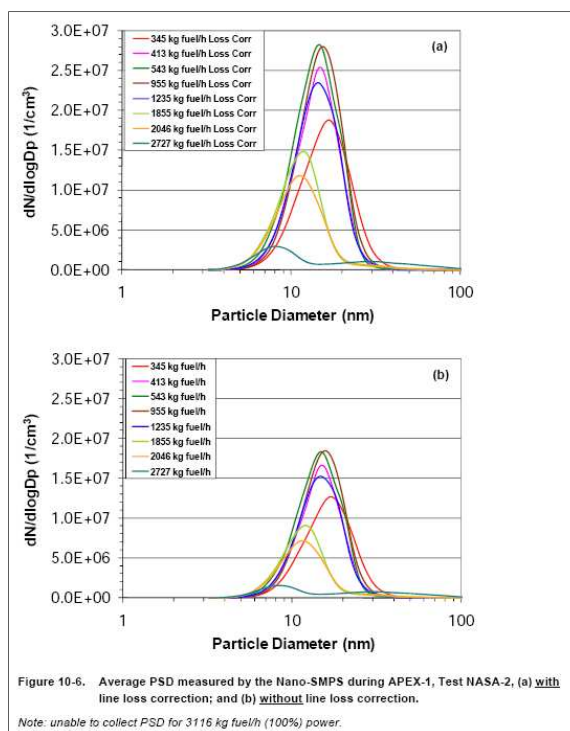 3.0E+07
2.5E+07
2.0E+07
1.5E+07
1.0E+07
5.0E+06
0.0E+00
dN/dlogDp (1/cm³)
345 kg fuel/h Loss Corr
413 kg fuel/h Loss Corr
543 kg fuel/h Loss Corr
955 kg fuel/h Loss Corr
1235 kg fuel/h Loss Corr
1855 kg fuel/h Loss Corr
2046 kg fuel/h Loss Corr
2727 kg fuel/h Loss Corr
(a)
1 10 100
Particle Diameter (nm)
3.0E+07
2.5E+07
2.0E+07
1.5E+07
1.0E+07
5.0E+06
0.0E+00
dN/dlogDp (1/cm³)
345 kg fuel/h
413 kg fuel/h
543 kg fuel/h
955 kg fuel/h
1235 kg fuel/h
1855 kg fuel/h
2046 kg fuel/h
2727 kg fuel/h
(b)
1 10 100
Particle Diameter (nm)
Figure 10-6. Average PSD measured by the Nano-SMPS during APEX-1, Test NASA-2, (a) with
line loss correction; and (b) without line loss correction.
Note: unable to collect PSD for 3116 kg fuel/h (100%) power.